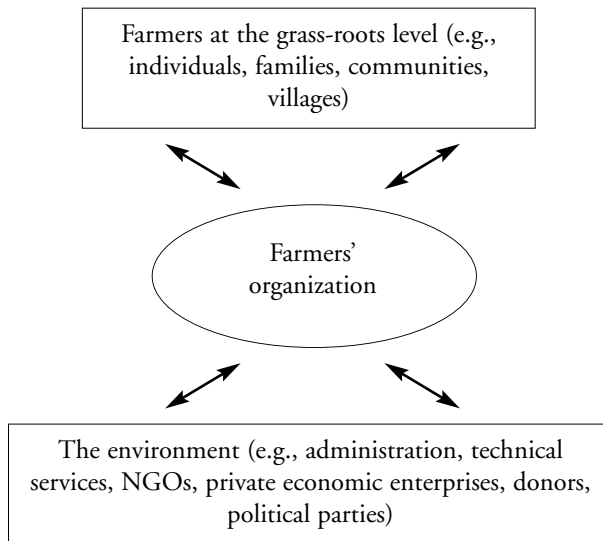 Farmers at the grass-roots level (e.g.,
individuals, families, communities,
villages)
Farmers’
organization
The environment (e.g., administration, technical
services, NGOs, private economic enterprises, donors,
political parties)